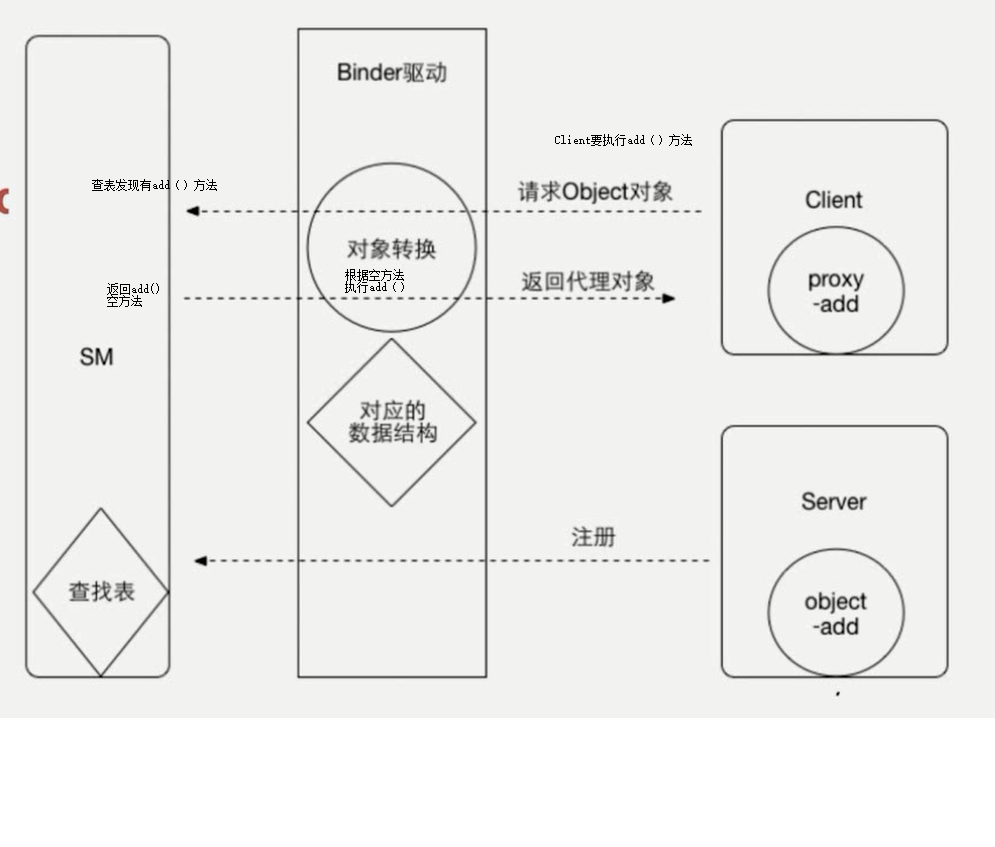 Binder驱动
Client要执行add（）方法
查表发现有add（）方法
请求Object对象
Client
对象转换
根据空方法
执行add（）
返回add()
空方法
返回代理对象
proxy
-add
SM
对应的
数据结构
Server
注册
查找表
object
-add